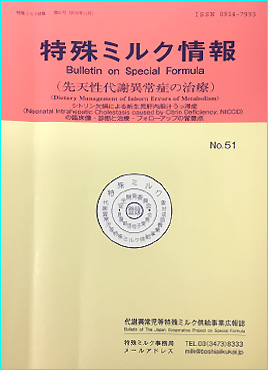 ISSN 0914-7993
特殊ミルク情報
Bulletin on Special Formula
(先天性代謝異常症の治療)
(Dietary Management of Inborn Errors of Metabolism)
シトリン欠損による新生児肝内胆汁うっ滞症
(Neonatal Intrahepatic Cholestasis caused by Citrin Deficiency, NICCD)
の臨床像・診断と治療・フォローアップの留意点
No.51
特殊ミルク
登録
代謝異常児等特殊ミルク供給事業広報誌
Bulletin of The Japanese Cooperative Project on Special Formula
特殊ミルク事務局 TEL.03(3473)8333
メールアドレス milk@boshiaiikukai.jp